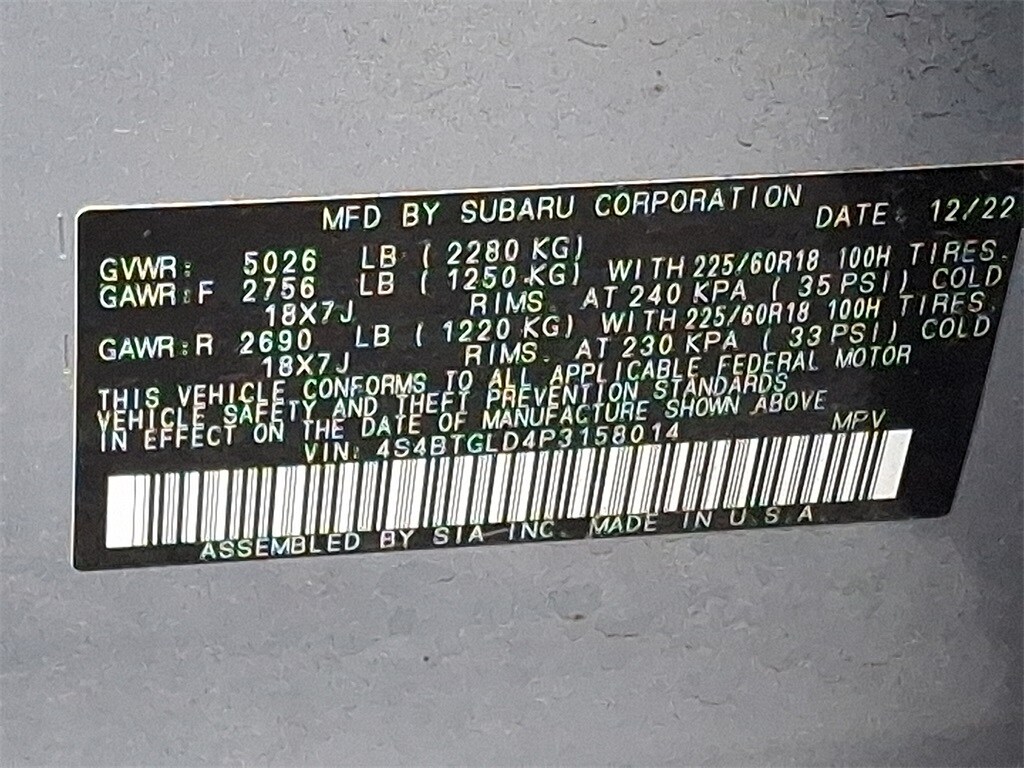 MFD BY SUBARU CORPORATION DATE: 12/22
GVWR: 5026 LB ( 2280 KG)
GAWR:F 2756 LB ( 1250 KG) WITH 225/60R18 100H TIRES.
18X7J RIMS. AT 240 KPA ( 35 PSI) COLD
GAWR:R 2690 LB ( 1220 KG) WITH 225/60R18 100H TIRES.
18X7J RIMS. AT 230 KPA ( 33 PSI) COLD
THIS VEHICLE CONFORMS TO ALL APPLICABLE FEDERAL MOTOR
VEHICLE SAFETY AND THEFT PREVENTION STANDARDS
IN EFFECT ON THE DATE OF MANUFACTURE SHOWN ABOVE
VIN: 4S4BTGLD4P3158014 MPV
ASSEMBLED BY SIA INC. MADE IN U.S.A.